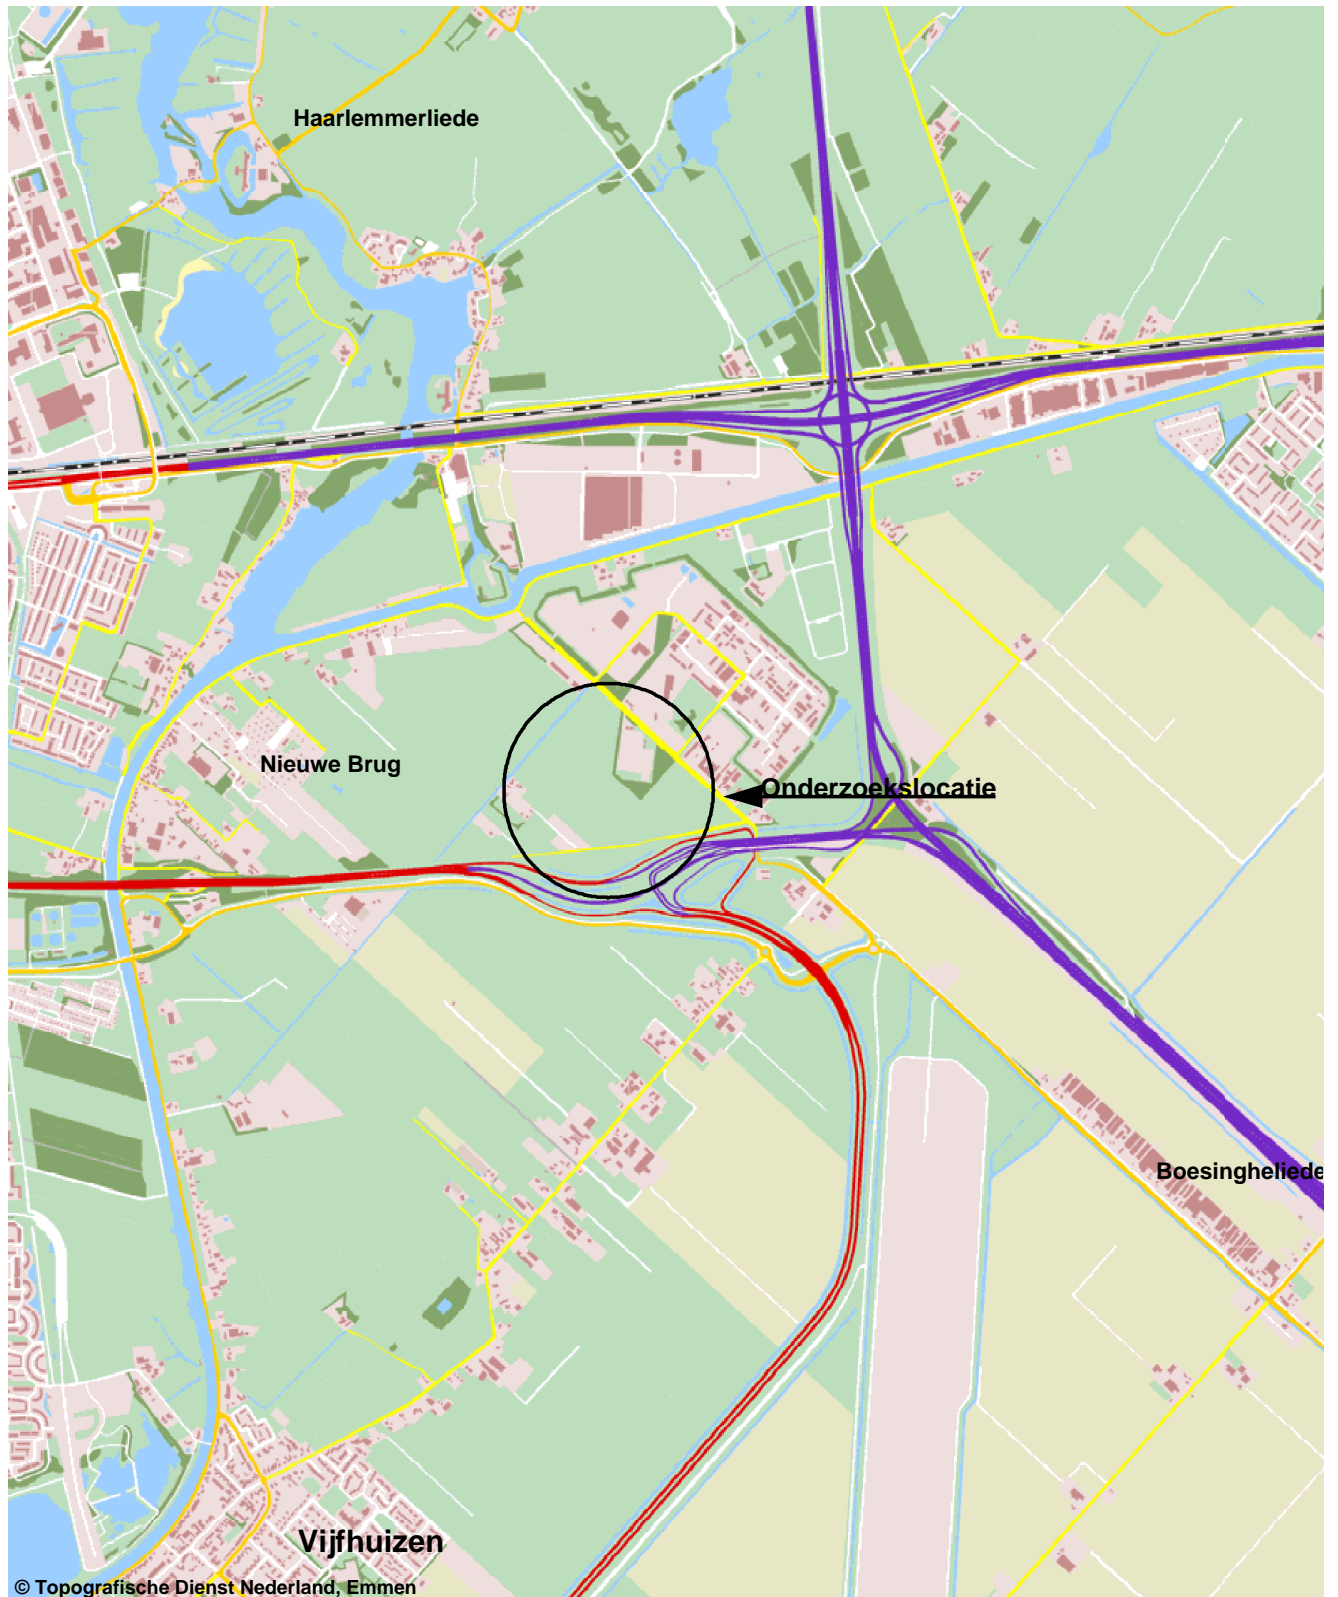 Haarlemmerliede
Nieuwe Brug
Onderzoekslocatie
Boesingheliede
Vijfhuizen
© Topografische Dienst Nederland, Emmen